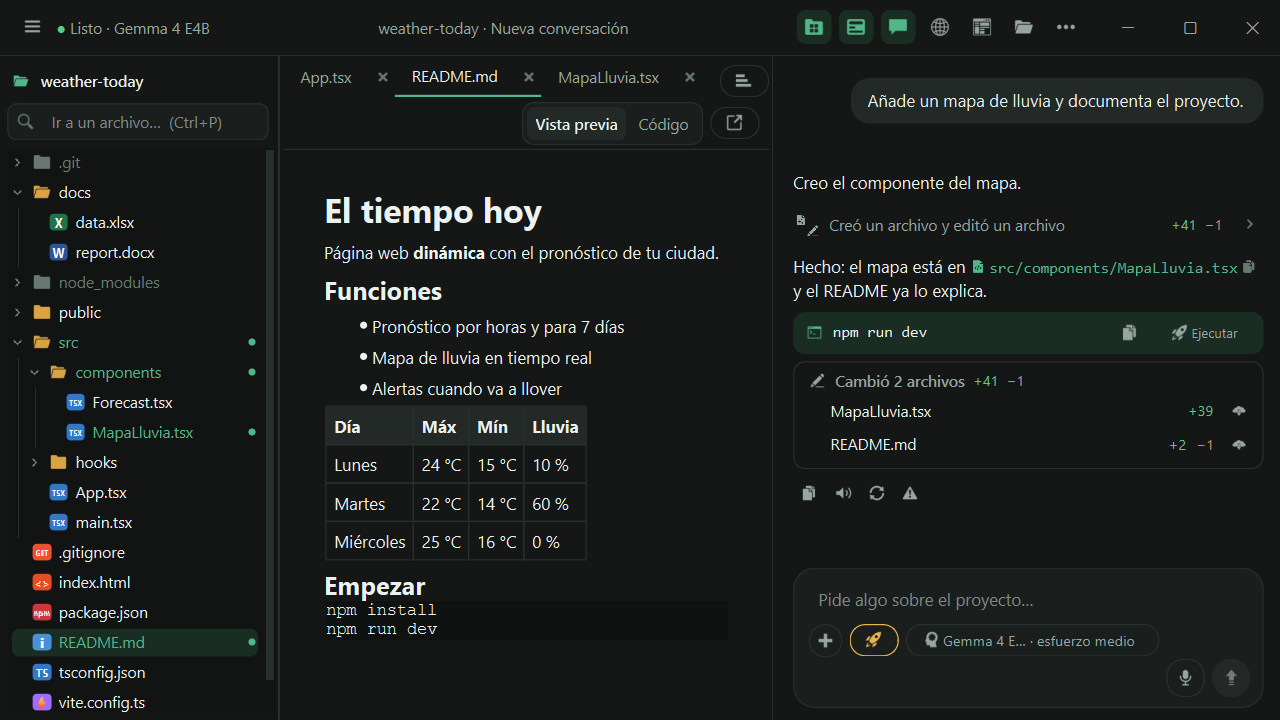 Listo · Gemma 4 E4B
weather-today · Nueva conversación
weather-today
Ir a un archivo... (Ctrl+P)
.git
docs
data.xlsx
report.docx
node_modules
public
src
components
Forecast.tsx
MapaLluvia.tsx
hooks
App.tsx
main.tsx
.gitignore
index.html
package.json
README.md
tsconfig.json
vite.config.ts
App.tsx
README.md
MapaLluvia.tsx
Vista previa
Código
El tiempo hoy
Página web dinámica con el pronóstico de tu ciudad.
Funciones
Pronóstico por horas y para 7 días
Mapa de lluvia en tiempo real
Alertas cuando va a llover
Día Máx Mín Lluvia
Lunes 24 °C 15 °C 10 %
Martes 22 °C 14 °C 60 %
Miércoles 25 °C 16 °C 0 %
Empezar
npm install
npm run dev
Añade un mapa de lluvia y documenta el proyecto.
Creo el componente del mapa.
Creó un archivo y editó un archivo +41 −1
Hecho: el mapa está en src/components/MapaLluvia.tsx
y el README ya lo explica.
npm run dev
Ejecutar
Cambió 2 archivos +41 −1
MapaLluvia.tsx +39
README.md +2 −1
Pide algo sobre el proyecto...
Gemma 4 E... · esfuerzo medio